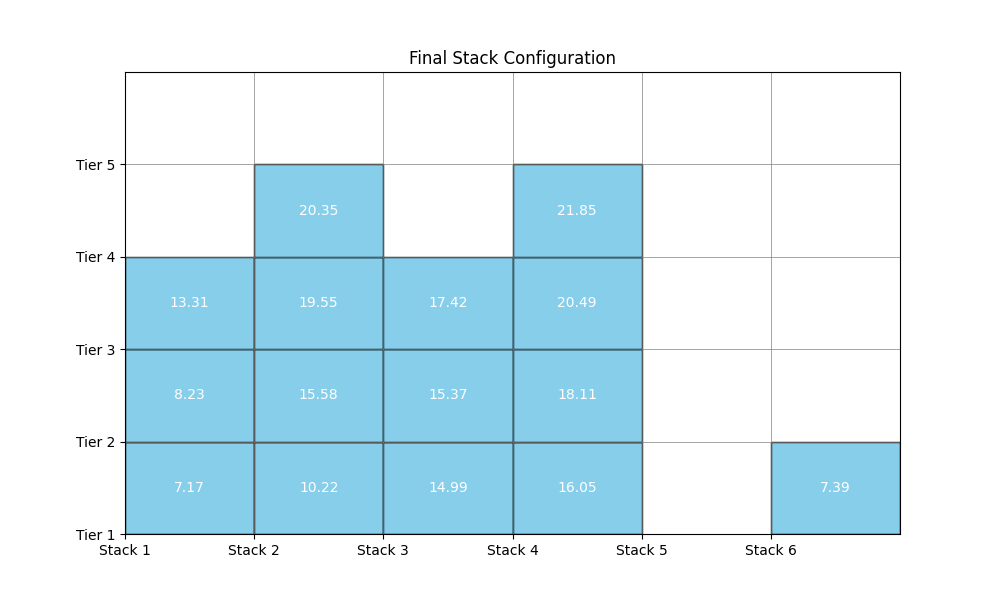 Final Stack Configuration
Tier 5
20.35 21.85
Tier 4
13.31 19.55 17.42 20.49
Tier 3
8.23 15.58 15.37 18.11
Tier 2
7.17 10.22 14.99 16.05 7.39
Tier 1
Stack 1 Stack 2 Stack 3 Stack 4 Stack 5 Stack 6